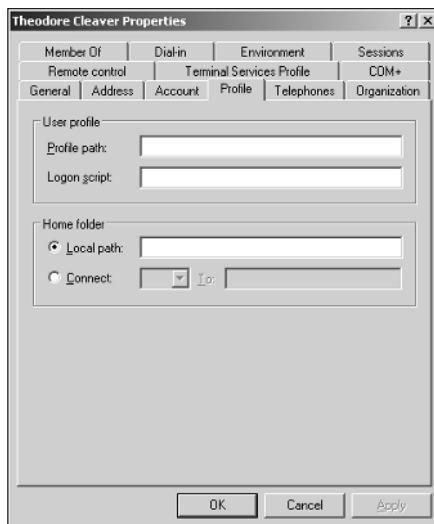 Theodore Cleaver Properties
Member Of Dial-in Environment Sessions
Remote control Terminal Services Profile COM+
General Address Account Profile Telephones Organization
User profile
Profile path:
Logon script:
Home folder
Local path:
Connect: To:
OK Cancel Apply